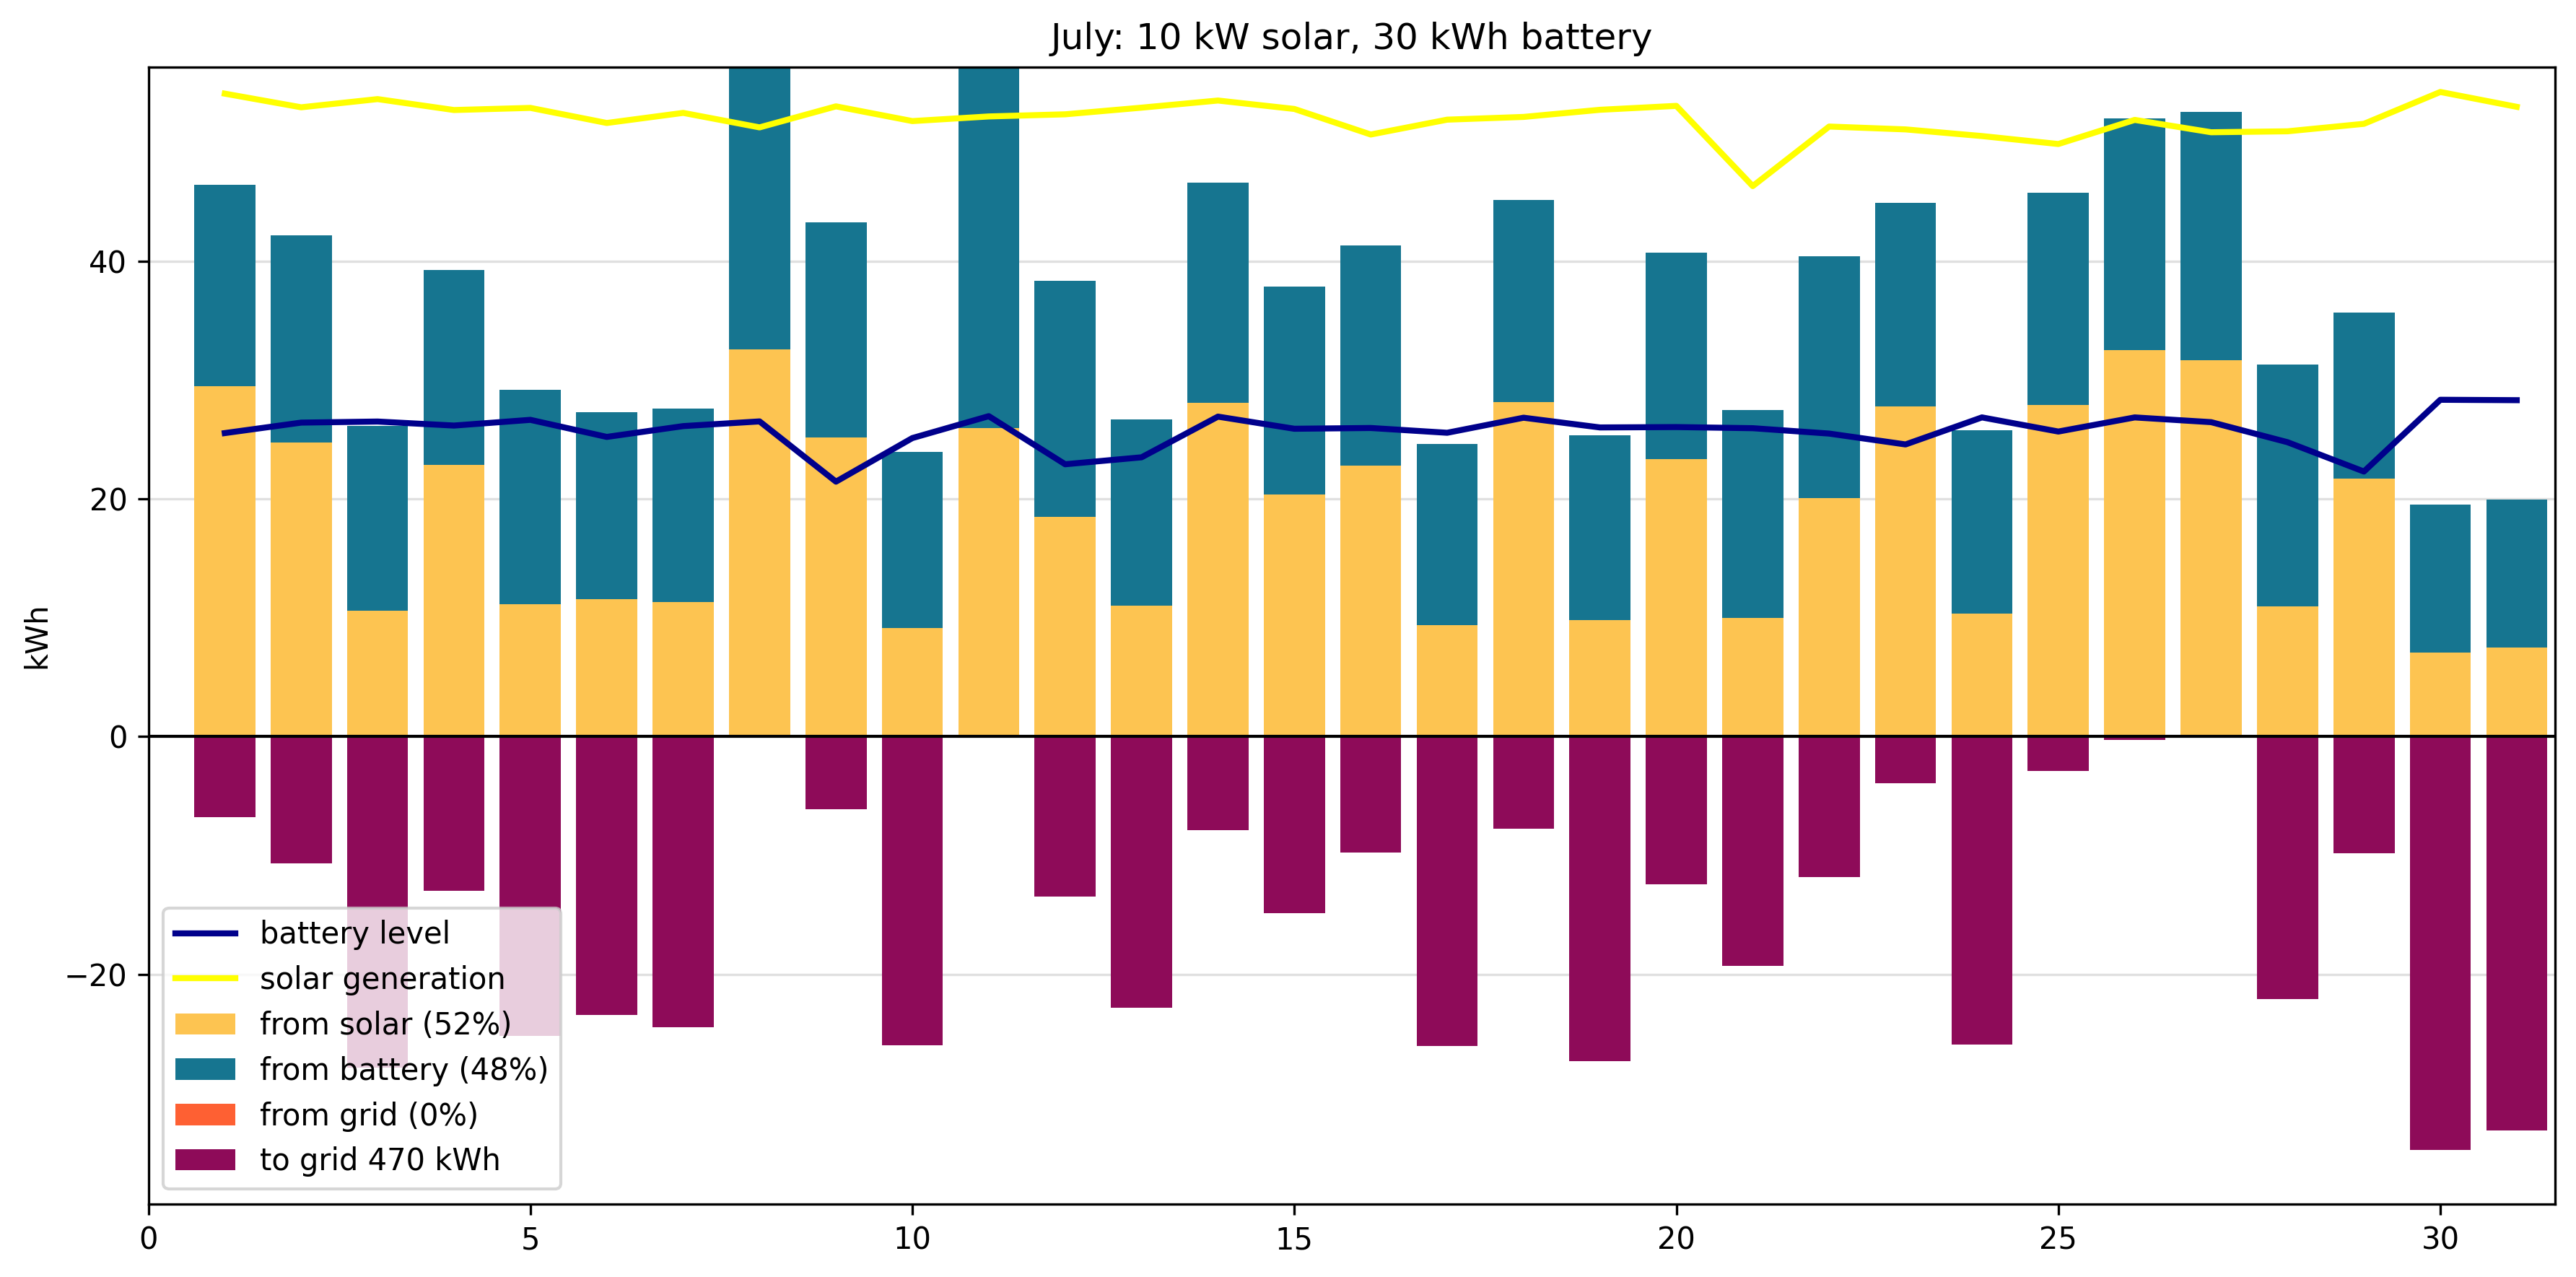 July: 10 kW solar, 30 kWh battery
kWh
40
20
0
−20
battery level
solar generation
from solar (52%)
from battery (48%)
from grid (0%)
to grid 470 kWh
0 5 10 15 20 25 30